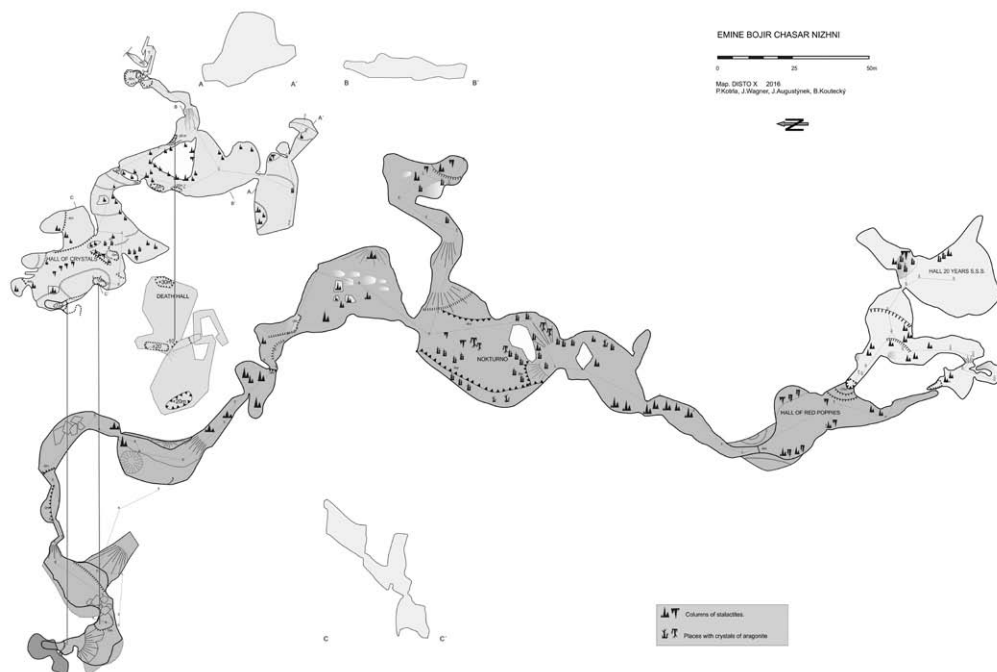 EMINE BOJIR CHASAR NIZHNI
0 25 50m
Map. DISTO X 2016
P.Kotrla, J.Wagner, J.Augustýnek, B.Koutecký
A A´
B B´
A´
B
A
B´
C
HALL OF CRYSTALS
DEATH HALL
HALL 20 YEARS S.S.S.
NOKTURNO
HALL OF RED POPPIES
C C´
Columns of stalactites.
Places with crystals of aragonite